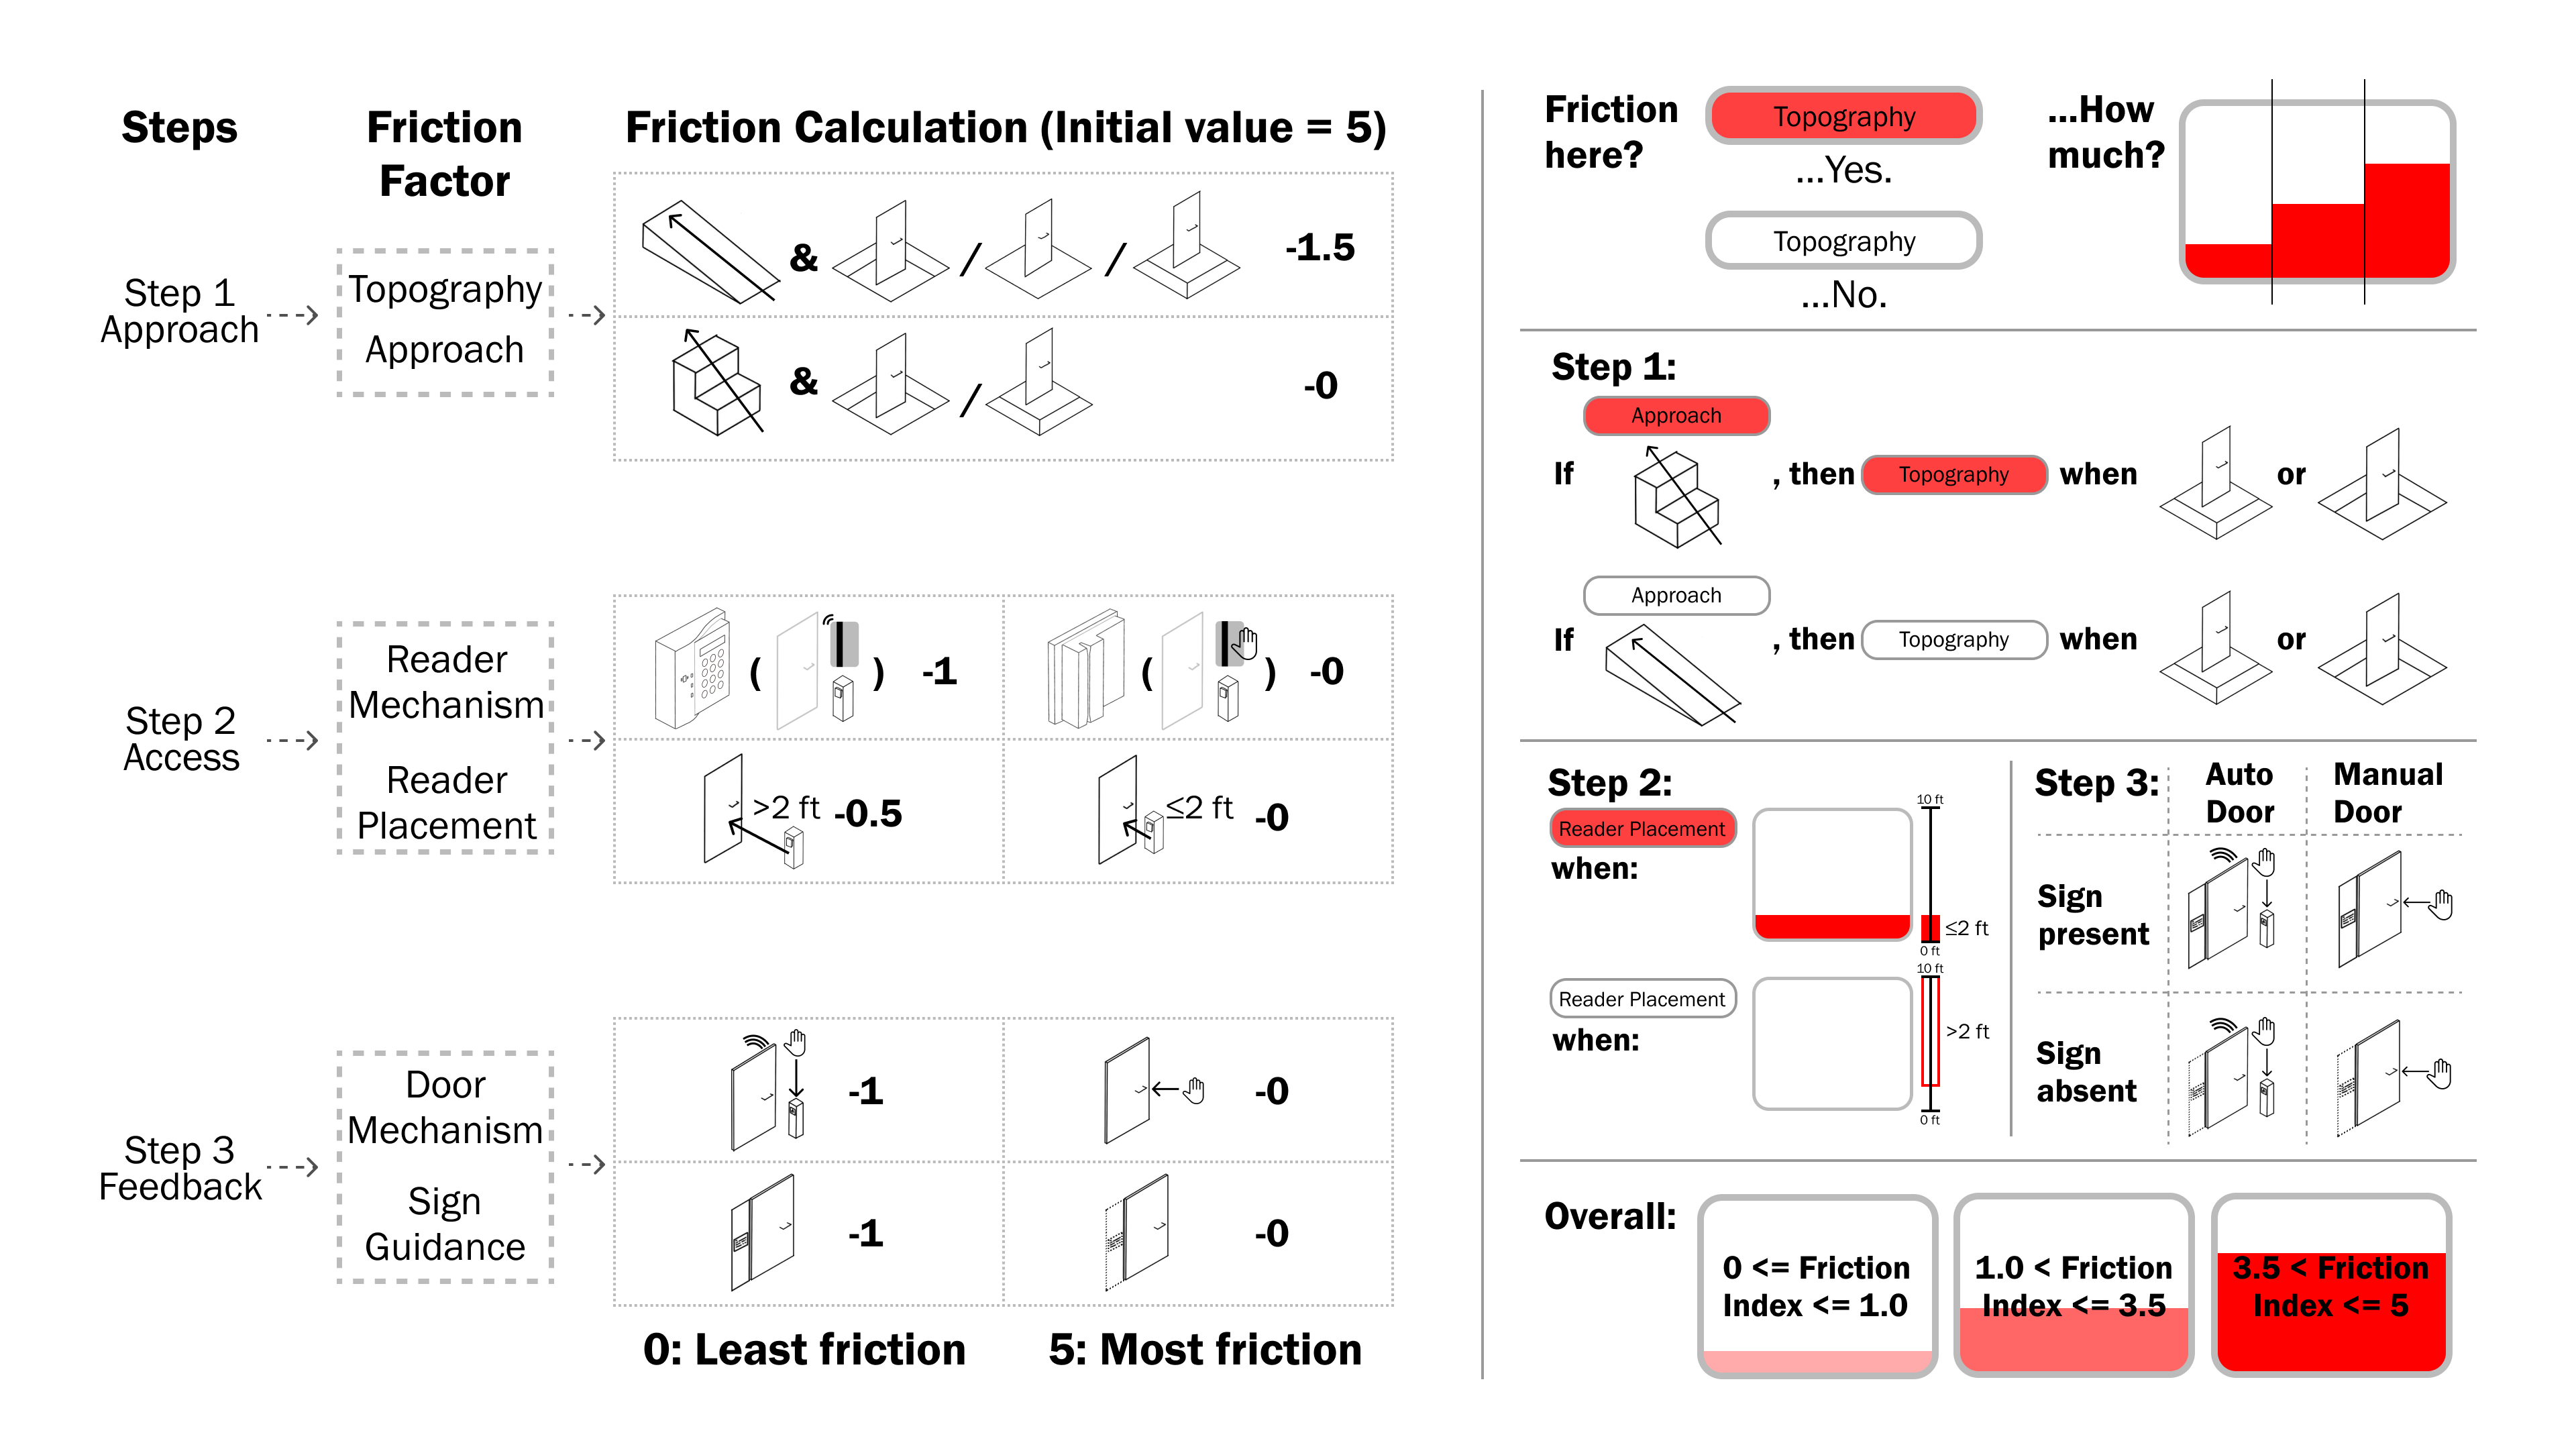 Steps
Friction
Factor
Friction Calculation (Initial value = 5)
Step 1
Approach
Topography
Approach
& / / -1.5
& / -0
Step 2
Access
Reader
Mechanism
Reader
Placement
( ) -1
( ) -0
>2 ft -0.5
≤2 ft -0
Step 3
Feedback
Door
Mechanism
Sign
Guidance
-1
-0
-1
-0
0: Least friction
5: Most friction
Friction
here?
Topography
...Yes.
Topography
...No.
...How
much?
Step 1:
Approach
If , then Topography when or
Approach
If , then Topography when or
Step 2:
Reader Placement
when:
10 ft
≤2 ft
0 ft
Reader Placement
when:
10 ft
>2 ft
0 ft
Step 3:
Auto
Door
Manual
Door
Sign
present
Sign
absent
Overall:
0 <= Friction
Index <= 1.0
1.0 < Friction
Index <= 3.5
3.5 < Friction
Index <= 5